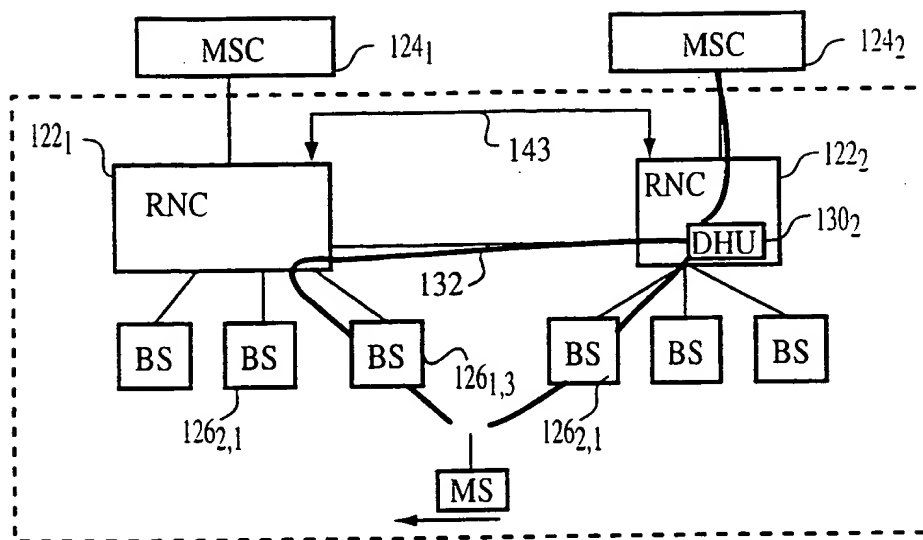 MSC 124₁ MSC 124₂
143
122₁ RNC RNC 122₂
DHU 130₂
132
BS BS BS BS BS BS
126₁,₃
126₂,₁ 126₂,₁
MS